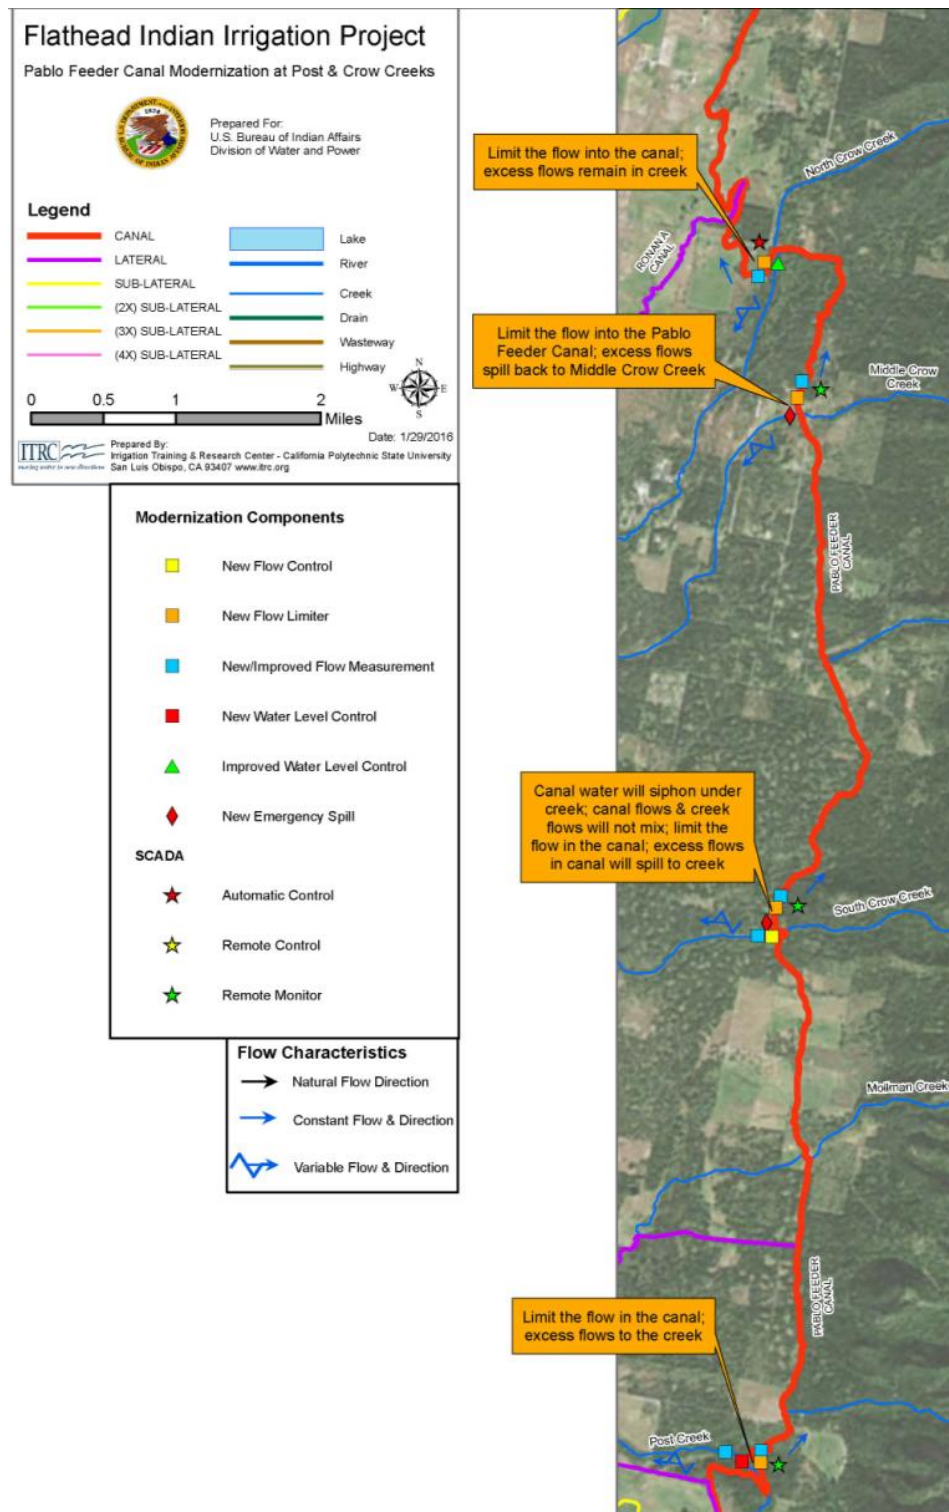 Flathead Indian Irrigation Project
Pablo Feeder Canal Modernization at Post & Crow Creeks
Prepared For:
U.S. Bureau of Indian Affairs
Division of Water and Power
Legend
CANAL
LATERAL
SUB-LATERAL
(2X) SUB-LATERAL
(3X) SUB-LATERAL
(4X) SUB-LATERAL
Lake
River
Creek
Drain
Wasteway
Highway
N
W E
S
0 0.5 1 2
Miles
Date: 1/29/2016
ITRC
moving water in new directions
Prepared By:
Irrigation Training & Research Center - California Polytechnic State University
San Luis Obispo, CA 93407 www.itrc.org
Modernization Components
New Flow Control
New Flow Limiter
New/Improved Flow Measurement
New Water Level Control
Improved Water Level Control
New Emergency Spill
SCADA
Automatic Control
Remote Control
Remote Monitor
Flow Characteristics
Natural Flow Direction
Constant Flow & Direction
Variable Flow & Direction
Limit the flow into the canal;
excess flows remain in creek
North Crow Creek
RONAN A
CANAL
Limit the flow into the Pablo
Feeder Canal; excess flows
spill back to Middle Crow Creek
Middle Crow
Creek
PABLO FEEDER
CANAL
Canal water will siphon under
creek; canal flows & creek
flows will not mix; limit the
flow in the canal; excess flows
in canal will spill to creek
South Crow Creek
Mollman Creek
PABLO FEEDER
CANAL
Limit the flow in the canal;
excess flows to the creek
Post Creek